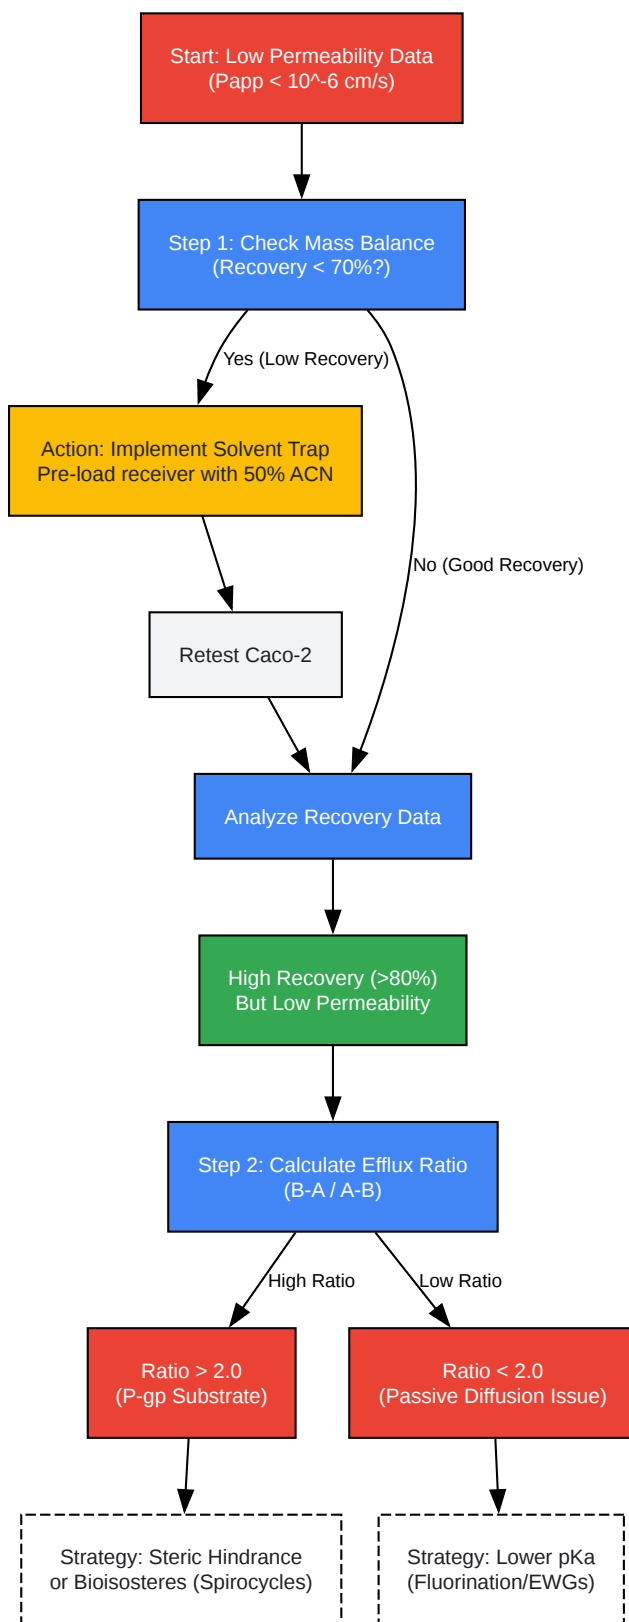 Start: Low Permeability Data
(Papp < 10^-6 cm/s)
Step 1: Check Mass Balance
(Recovery < 70%?)
Yes (Low Recovery)
Action: Implement Solvent Trap
Pre-load receiver with 50% ACN
No (Good Recovery)
Retest Caco-2
Analyze Recovery Data
High Recovery (>80%)
But Low Permeability
Step 2: Calculate Efflux Ratio
(B-A / A-B)
High Ratio
Low Ratio
Ratio > 2.0
(P-gp Substrate)
Ratio < 2.0
(Passive Diffusion Issue)
Strategy: Steric Hindrance
or Bioisosteres (Spirocycles)
Strategy: Lower pKa
(Fluorination/EWGs)